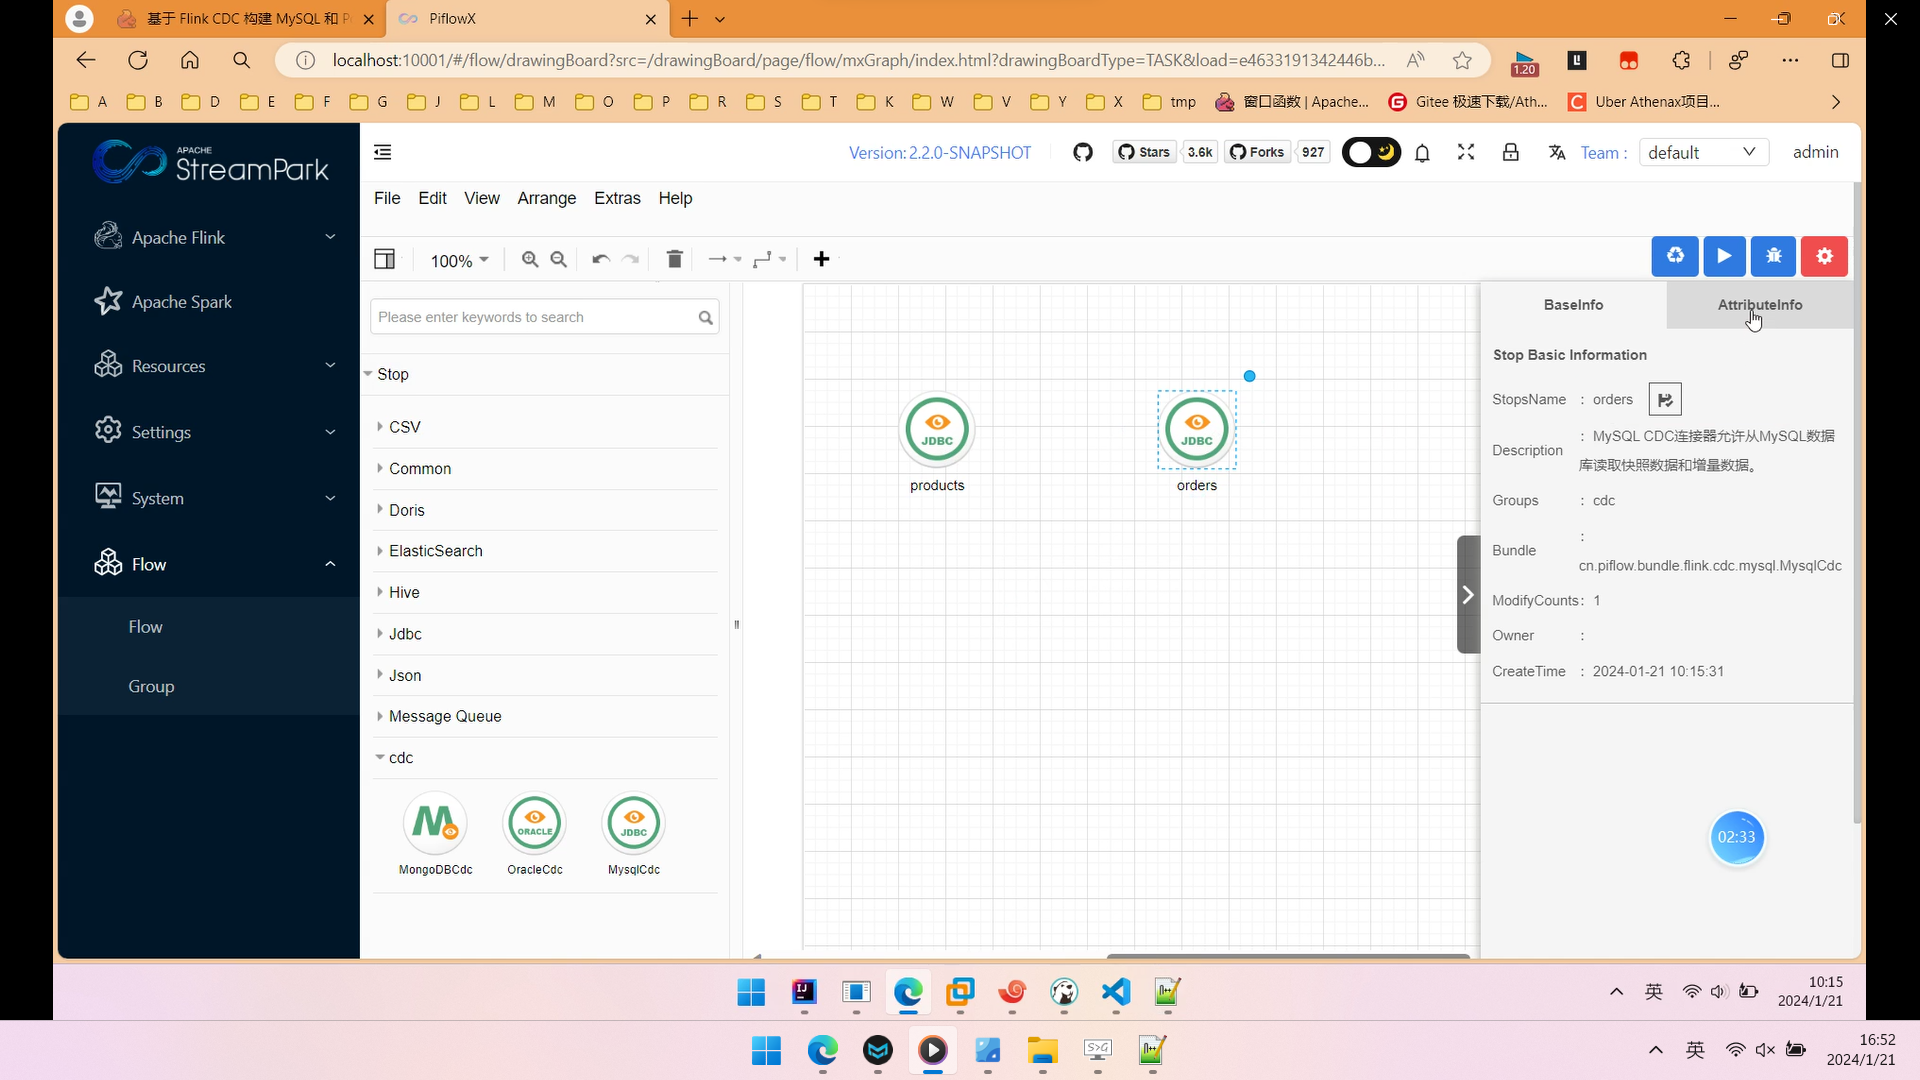 基于 Flink CDC 构建 MySQL 和 P
PiflowX
localhost:10001/#/flow/drawingBoard?src=/drawingBoard/page/flow/mxGraph/index.html?drawingBoardType=TASK&load=e4633191342446b...
1.20
A B D E F G J L M O P R S T K W V Y X tmp 窗口函数 | Apache... Gitee 极速下载/Ath... Uber Athenax项目...
APACHE
StreamPark
Version: 2.2.0-SNAPSHOT Stars 3.6k Forks 927 Team : default admin
File Edit View Arrange Extras Help
100%
Apache Flink
Apache Spark
Resources
Settings
System
Flow
Flow
Group
Please enter keywords to search
Stop
CSV
Common
Doris
ElasticSearch
Hive
Jdbc
Json
Message Queue
cdc
ORACLE
JDBC
MongoDBCdc OracleCdc MysqlCdc
JDBC
products
JDBC
orders
BaseInfo AttributeInfo
Stop Basic Information
StopsName : orders
Description : MySQL CDC连接器允许从MySQL数据
库读取快照数据和增量数据。
Groups : cdc
Bundle :
cn.piflow.bundle.flink.cdc.mysql.MysqlCdc
ModifyCounts : 1
Owner :
CreateTime : 2024-01-21 10:15:31
02:33
英
10:15
2024/1/21
英
16:52
2024/1/21